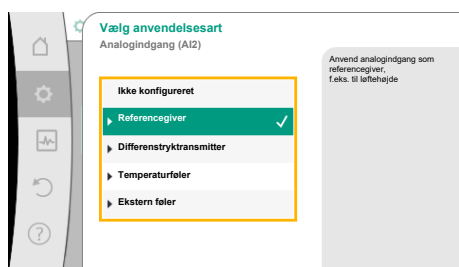 Vælg anvendelsesart
Analogindgang (AI2)
Ikke konfigureret
Referencegiver
Differenstryktransmitter
Temperaturføler
Ekstern føler
Anvend analogindgang som
referencegiver,
f.eks. til løftehøjde
?